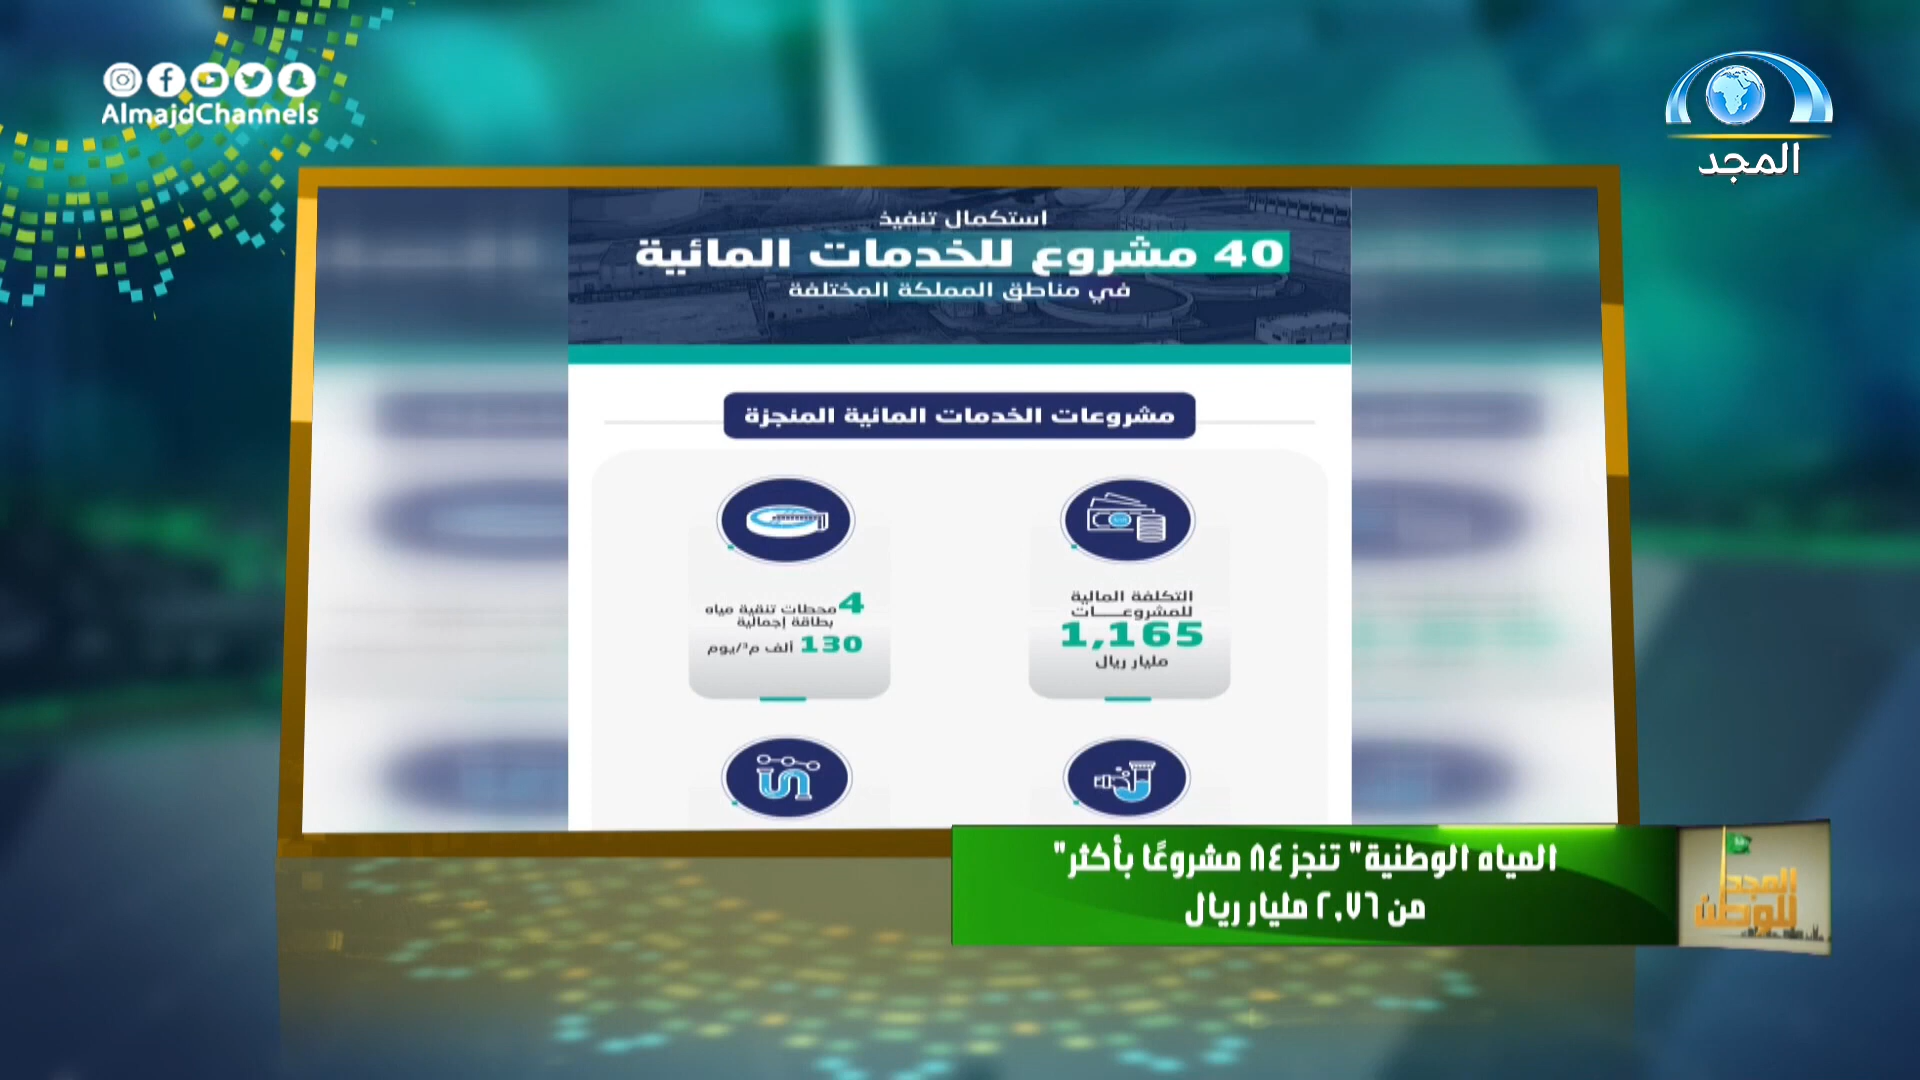 AlmajdChannels
المجد
استكمال تنفيذ
40 مشروع للخدمات المائية
في مناطق المملكة المختلفة
مشروعات الخدمات المائية المنجزة
التكلفة المالية
للمشروعـــات
1,165
مليار ريال
4 محطات تنقية مياه
بطاقة إجمالية
130 ألف م³/يوم
المياه الوطنية" تنجز ٨٤ مشروعًا بأكثر"
من ٢,٧٦ مليار ريال
المجد
للوطن